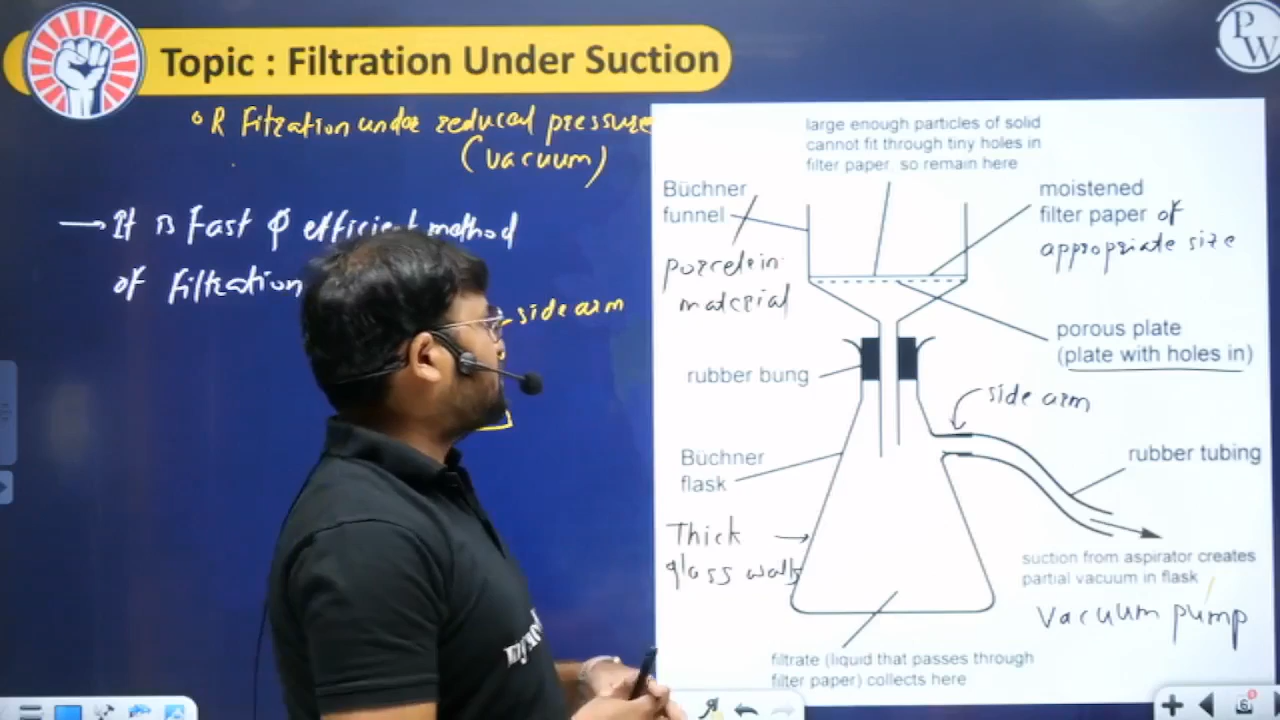 Topic : Filtration Under Suction
PW
OR Filtration under reduced pressure
(vacuum)
→ It is fast & efficient method
of filtration
side arm
large enough particles of solid
cannot fit through tiny holes in
filter paper, so remain here
Büchner
funnel
porcelein
material
moistened
filter paper of
appropriate size
porous plate
(plate with holes in)
rubber bung
side arm
rubber tubing
Büchner
flask
Thick
glass walls
suction from aspirator creates
partial vacuum in flask
vacuum pump
filtrate (liquid that passes through
filter paper) collects here